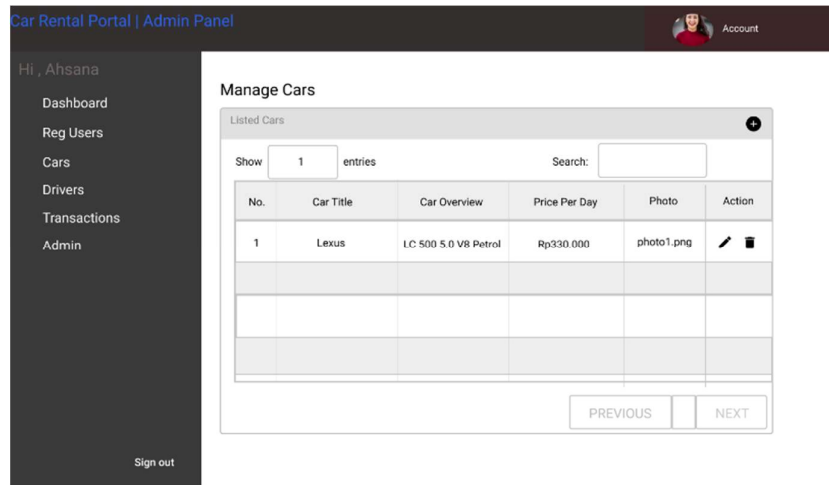 Car Rental Portal | Admin Panel
Account
Hi , Ahsana
Dashboard
Reg Users
Cars
Drivers
Transactions
Admin
Sign out
Manage Cars
Listed Cars
Show 1 entries Search:
No. Car Title Car Overview Price Per Day Photo Action
1 Lexus LC 500 5.0 V8 Petrol Rp330.000 photo1.png
PREVIOUS NEXT